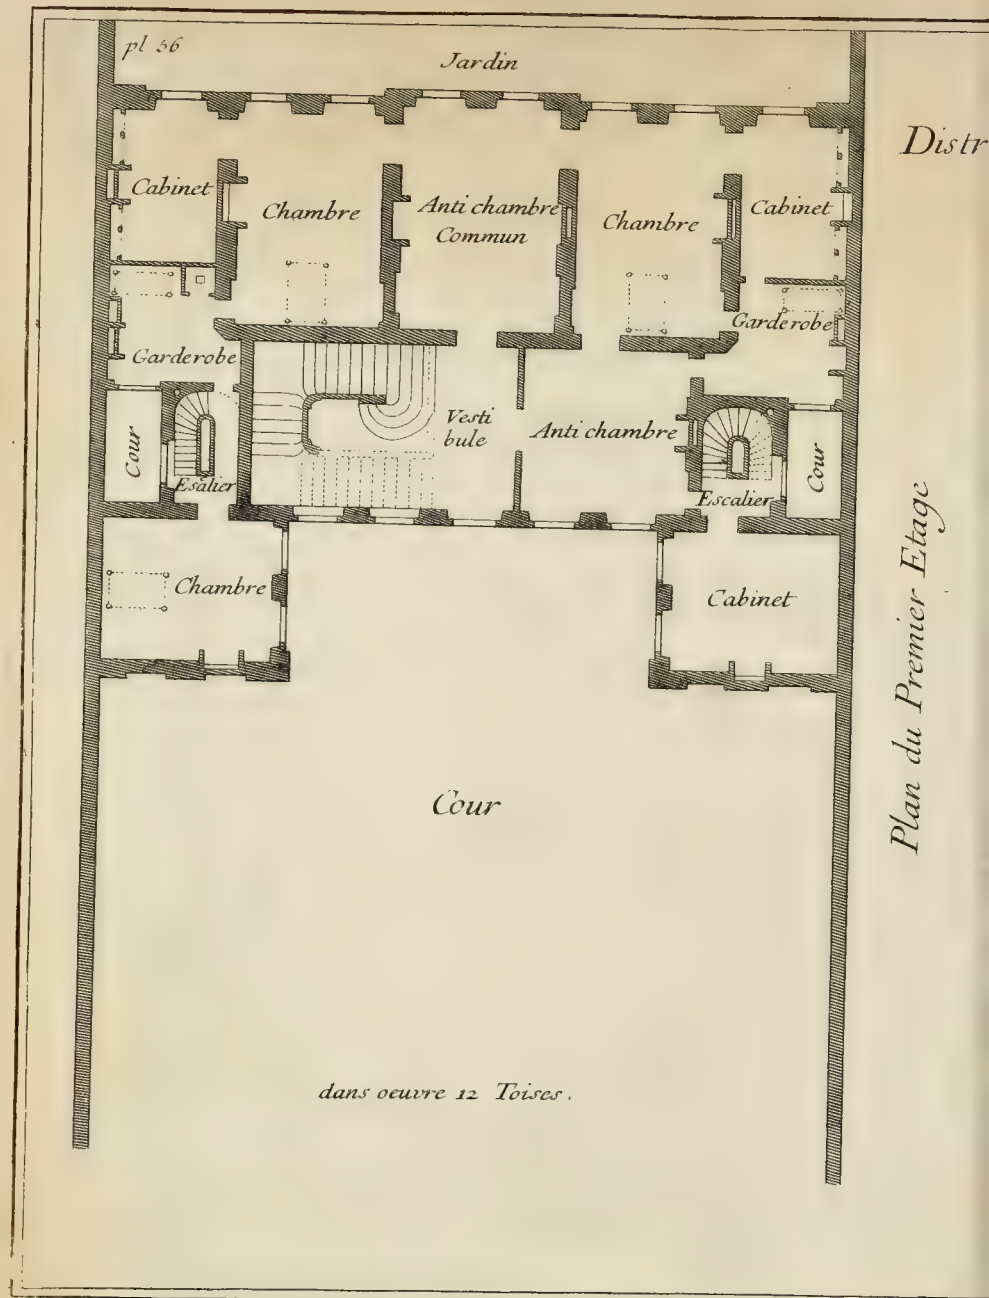 pl 56
Jardin
Distr
Cabinet
Chambre
Anti chambre
Commun
Chambre
Cabinet
Garderobe
Garderobe
Vesti
bule
Anti chambre
Cour
Esalier
Escalier
Cour
Chambre
Cabinet
Plan du Premier Etage
Cour
dans oeuvre 12 Toises.